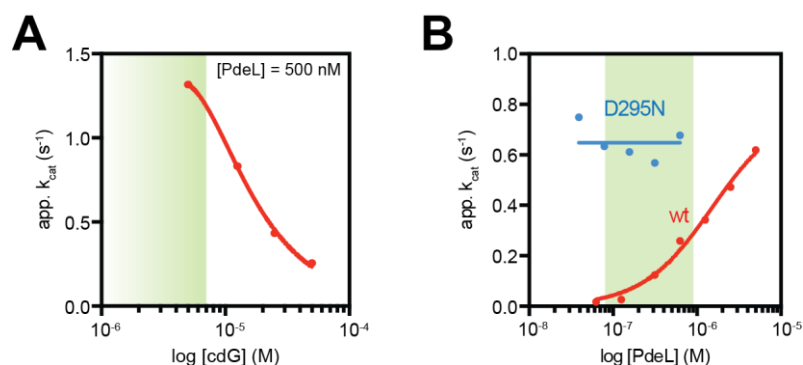 A
B
[PdeL] = 500 nM
app. kcat (s⁻¹)
1.5
1.0
0.5
0.0
10⁻⁶
10⁻⁵
10⁻⁴
log [cdG] (M)
app. kcat (s⁻¹)
1.0
0.8
0.6
0.4
0.2
0.0
D295N
wt
10⁻⁸
10⁻⁷
10⁻⁶
10⁻⁵
log [PdeL] (M)